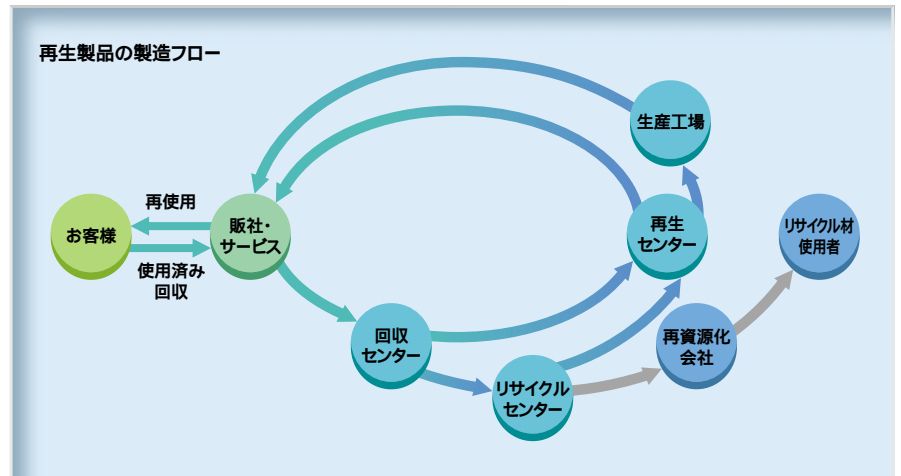 再生製品の製造フロー
生産工場
再使用
お客様
販社・
サービス
使用済み
回収
再生
センター
リサイクル材
使用者
回収
センター
再資源化
会社
リサイクル
センター